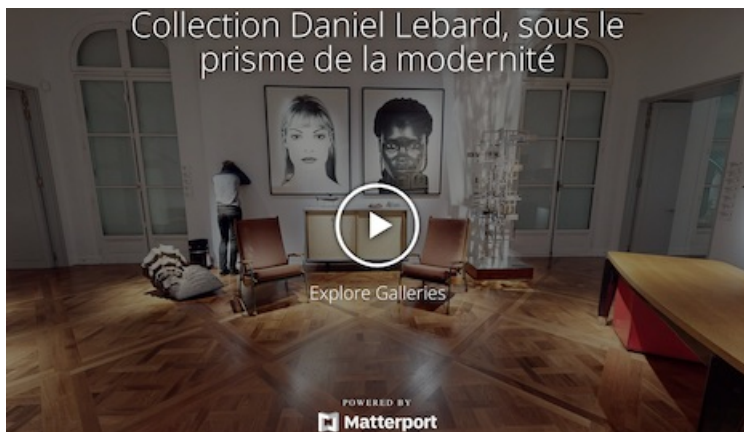 Collection Daniel Lebard, sous le
prisme de la modernité
Explore Galleries
POWERED BY
Matterport